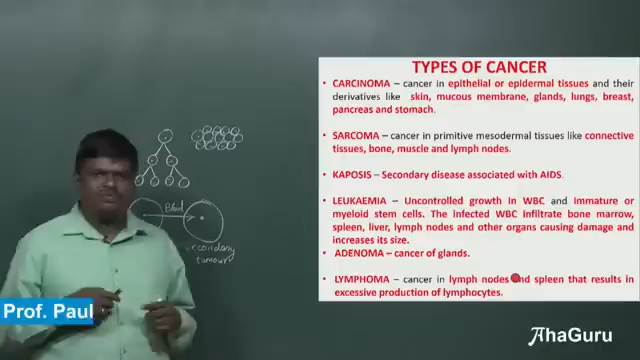 TYPES OF CANCER
• CARCINOMA – cancer in epithelial or epidermal tissues and their
derivatives like skin, mucous membrane, glands, lungs, breast,
pancreas and stomach.
• SARCOMA – cancer in primitive mesodermal tissues like connective
tissues, bone, muscle and lymph nodes.
• KAPOSIS – Secondary disease associated with AIDS.
• LEUKAEMIA – Uncontrolled growth in WBC and immature or
myeloid stem cells. The infected WBC infiltrate bone marrow,
spleen, liver, lymph nodes and other organs causing damage and
increases its size.
• ADENOMA – cancer of glands.
• LYMPHOMA – cancer in lymph nodes and spleen that results in
excessive production of lymphocytes.
Blood
tumour
Prof. Paul
AhaGuru